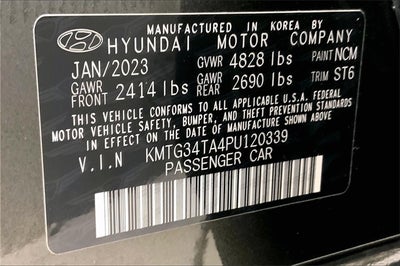 MANUFACTURED IN KOREA BY
HYUNDAI MOTOR COMPANY
JAN/2023 GVWR 4828 lbs PAINT NCM
GAWR FRONT 2414 lbs GAWR REAR 2690 lbs TRIM ST6
THIS VEHICLE CONFORMS TO ALL APPLICABLE U.S.A. FEDERAL
MOTOR VEHICLE SAFETY, BUMPER, AND THEFT PREVENTION STANDARDS
IN EFFECT ON THE DATE OF MANUFACTURE SHOWN ABOVE
V.I.N KMTG34TA4PU120339
PASSENGER CAR